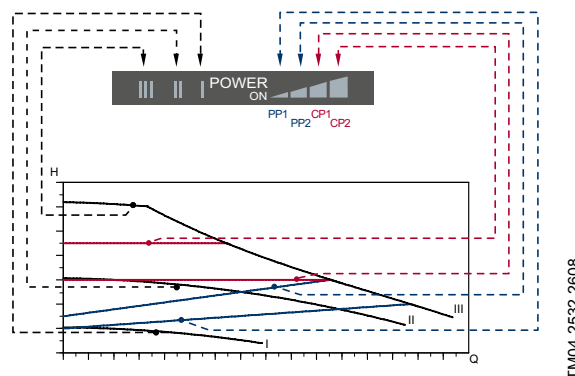 III II I POWER
ON
PP1 CP1
PP2 CP2
H
III
II
I
Q
TM04 2532 2608